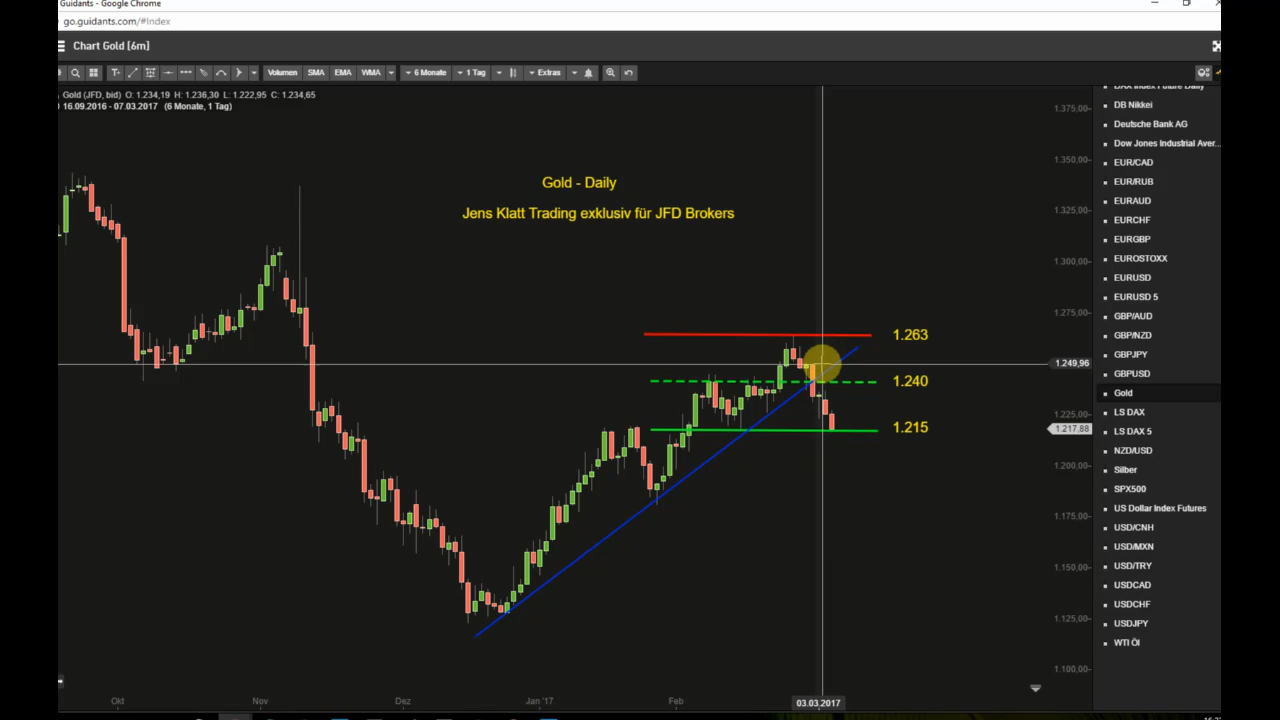 Guidants - Google Chrome
go.guidants.com/#Index
Chart Gold [6m]
Volumen SMA EMA WMA 6 Monate 1 Tag Extras
Gold (JFD, bid) O: 1.234,19 H: 1.236,30 L: 1.222,95 C: 1.234,65
16.09.2016 - 07.03.2017 (6 Monate, 1 Tag)
Gold - Daily
Jens Klatt Trading exklusiv für JFD Brokers
1.263
1.240
1.215
1.375,00
1.350,00
1.325,00
1.300,00
1.275,00
1.249,96
1.225,00
1.217,88
1.200,00
1.175,00
1.150,00
1.125,00
1.100,00
Okt Nov Dez Jan '17 Feb 03.03.2017
DAX Index Future Daily
DB Nikkei
Deutsche Bank AG
Dow Jones Industrial Aver...
EUR/CAD
EUR/RUB
EURAUD
EURCHF
EURGBP
EUROSTOXX
EURUSD
EURUSD 5
GBP/AUD
GBP/NZD
GBPJPY
GBPUSD
Gold
LS DAX
LS DAX 5
NZD/USD
Silber
SPX500
US Dollar Index Futures
USD/CNH
USD/MXN
USD/TRY
USDCAD
USDCHF
USDJPY
WTI Öl